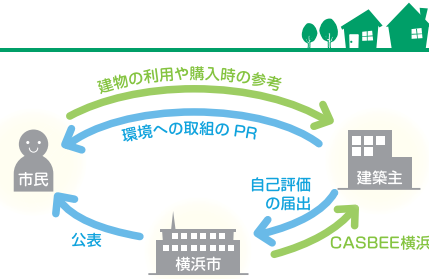 建物の利用や購入時の参考
環境への取組の PR
市民
建築主
自己評価
の届出
公表
横浜市
CASBEE横浜